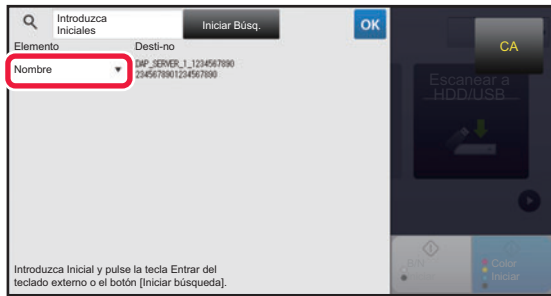 Introduzca
Iniciales
Iniciar Búsq.
OK
CA
Elemento
Desti-no
Nombre
DAP_SERVER_1_1234567890
2345678901234567890
Escanear a
HDD/USB
B/N
Iniciar
Color
Iniciar
Introduzca Inicial y pulse la tecla Entrar del
teclado externo o el botón [Iniciar búsqueda].